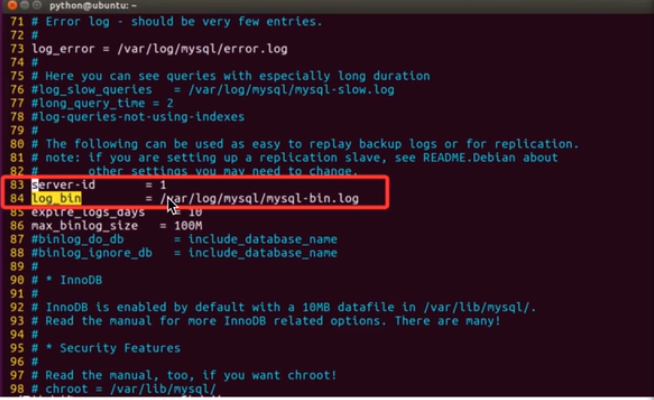 python@ubuntu: ~
71 # Error log - should be very few entries.
72 #
73 log_error = /var/log/mysql/error.log
74 #
75 # Here you can see queries with especially long duration
76 #log_slow_queries   = /var/log/mysql/mysql-slow.log
77 #long_query_time = 2
78 #log-queries-not-using-indexes
79 #
80 # The following can be used as easy to replay backup logs or for replication.
81 # note: if you are setting up a replication slave, see README.Debian about
82 #       other settings you may need to change.
83 server-id       = 1
84 log_bin         = /var/log/mysql/mysql-bin.log
85 expire_logs_days    = 10
86 max_binlog_size   = 100M
87 #binlog_do_db       = include_database_name
88 #binlog_ignore_db   = include_database_name
89 #
90 # * InnoDB
91 #
92 # InnoDB is enabled by default with a 10MB datafile in /var/lib/mysql/.
93 # Read the manual for more InnoDB related options. There are many!
94 #
95 # * Security Features
96 #
97 # Read the manual, too, if you want chroot!
98 # chroot = /var/lib/mysql/